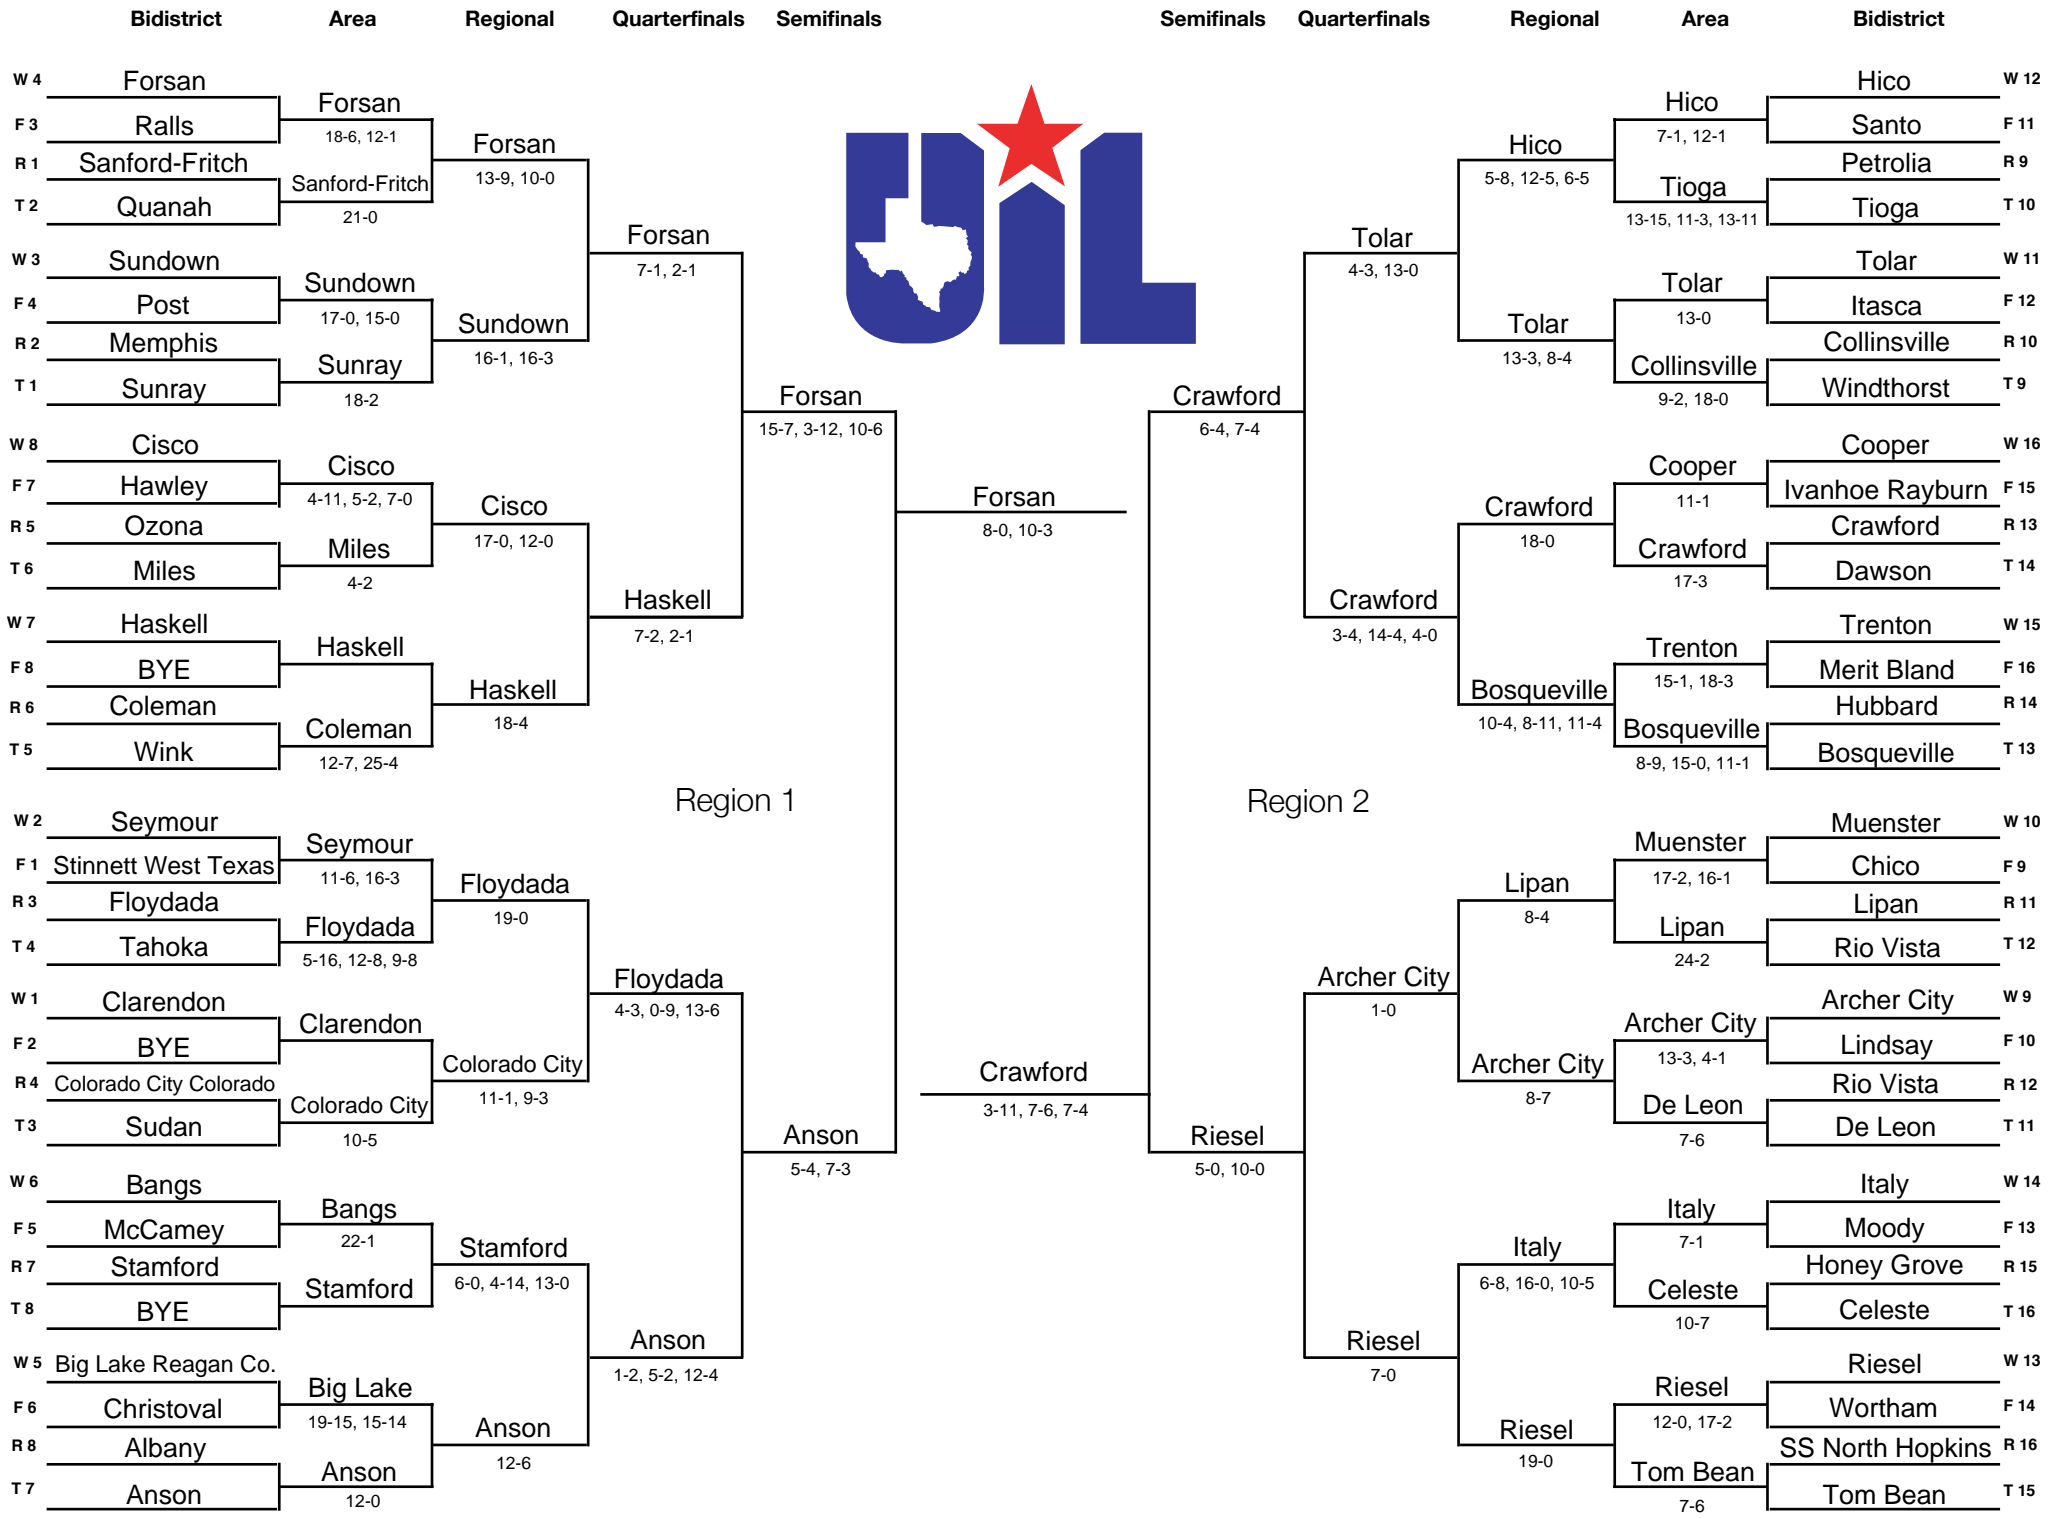 Bidistrict
Area
Regional
Quarterfinals
Semifinals
Semifinals
Quarterfinals
Regional
Area
Bidistrict
W 4
Forsan
F 3
Ralls
R 1
Sanford-Fritch
T 2
Quanah
W 3
Sundown
F 4
Post
R 2
Memphis
T 1
Sunray
W 8
Cisco
F 7
Hawley
R 5
Ozona
T 6
Miles
W 7
Haskell
F 8
BYE
R 6
Coleman
T 5
Wink
W 2
Seymour
F 1
Stinnett West Texas
R 3
Floydada
T 4
Tahoka
W 1
Clarendon
F 2
BYE
R 4
Colorado City Colorado
T 3
Sudan
W 6
Bangs
F 5
McCamey
R 7
Stamford
T 8
BYE
W 5
Big Lake Reagan Co.
F 6
Christoval
R 8
Albany
T 7
Anson
Forsan
18-6, 12-1
Sanford-Fritch
21-0
Sundown
17-0, 15-0
Sunray
18-2
Cisco
4-11, 5-2, 7-0
Miles
4-2
Haskell
Coleman
12-7, 25-4
Seymour
11-6, 16-3
Floydada
5-16, 12-8, 9-8
Clarendon
Colorado City
10-5
Bangs
22-1
Stamford
Big Lake
19-15, 15-14
Anson
12-0
Forsan
13-9, 10-0
Sundown
16-1, 16-3
Cisco
17-0, 12-0
Haskell
18-4
Floydada
19-0
Colorado City
11-1, 9-3
Stamford
6-0, 4-14, 13-0
Anson
12-6
Forsan
7-1, 2-1
Haskell
7-2, 2-1
Floydada
4-3, 0-9, 13-6
Anson
1-2, 5-2, 12-4
Forsan
15-7, 3-12, 10-6
Anson
5-4, 7-3
Region 1
UIL
Forsan
8-0, 10-3
Crawford
3-11, 7-6, 7-4
Region 2
Crawford
6-4, 7-4
Riesel
5-0, 10-0
Tolar
4-3, 13-0
Crawford
3-4, 14-4, 4-0
Archer City
1-0
Riesel
7-0
Hico
5-8, 12-5, 6-5
Tolar
13-3, 8-4
Crawford
18-0
Bosqueville
10-4, 8-11, 11-4
Lipan
8-4
Archer City
8-7
Italy
6-8, 16-0, 10-5
Riesel
19-0
Hico
7-1, 12-1
Tioga
13-15, 11-3, 13-11
Tolar
13-0
Collinsville
9-2, 18-0
Cooper
11-1
Crawford
17-3
Trenton
15-1, 18-3
Bosqueville
8-9, 15-0, 11-1
Muenster
17-2, 16-1
Lipan
24-2
Archer City
13-3, 4-1
De Leon
7-6
Italy
7-1
Celeste
10-7
Riesel
12-0, 17-2
Tom Bean
7-6
Hico
W 12
Santo
F 11
Petrolia
R 9
Tioga
T 10
Tolar
W 11
Itasca
F 12
Collinsville
R 10
Windthorst
T 9
Cooper
W 16
Ivanhoe Rayburn
F 15
Crawford
R 13
Dawson
T 14
Trenton
W 15
Merit Bland
F 16
Hubbard
R 14
Bosqueville
T 13
Muenster
W 10
Chico
F 9
Lipan
R 11
Rio Vista
T 12
Archer City
W 9
Lindsay
F 10
Rio Vista
R 12
De Leon
T 11
Italy
W 14
Moody
F 13
Honey Grove
R 15
Celeste
T 16
Riesel
W 13
Wortham
F 14
SS North Hopkins
R 16
Tom Bean
T 15